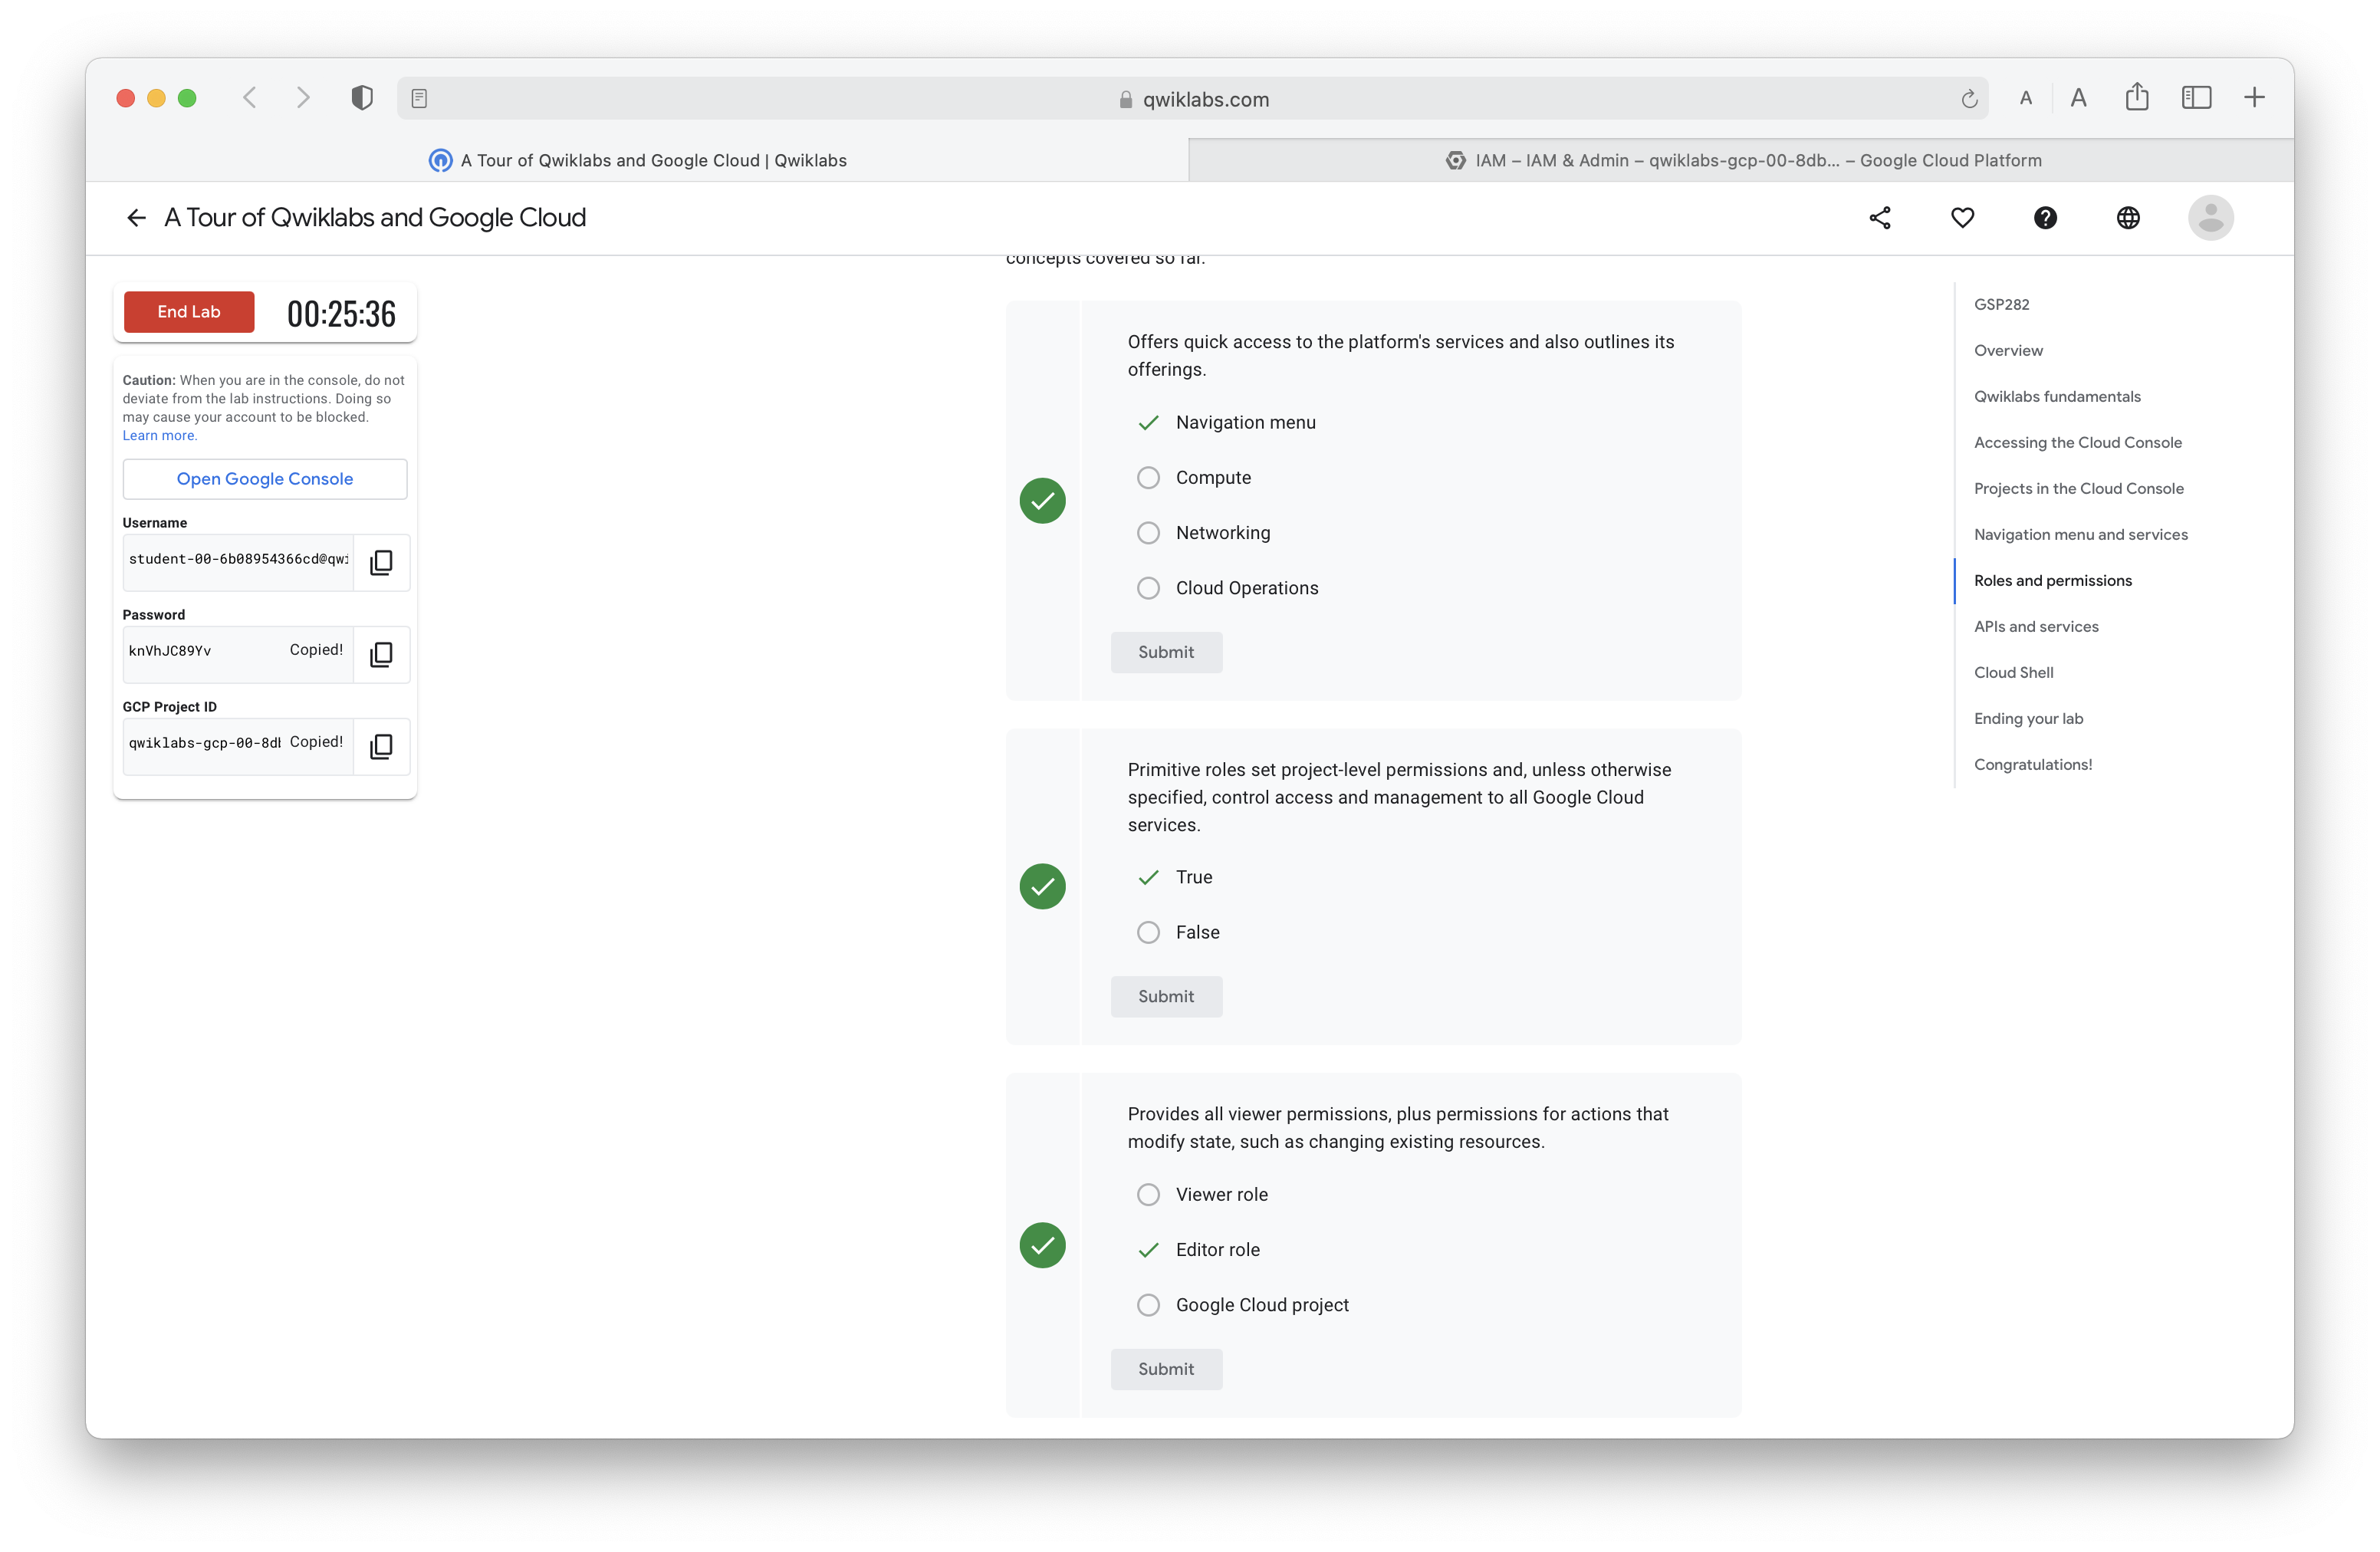 qwiklabs.com
A A
A Tour of Qwiklabs and Google Cloud | Qwiklabs
IAM – IAM & Admin – qwiklabs-gcp-00-8db... – Google Cloud Platform
A Tour of Qwiklabs and Google Cloud
End Lab
00:25:36
Caution: When you are in the console, do not
deviate from the lab instructions. Doing so
may cause your account to be blocked.
Learn more.
Open Google Console
Username
student-00-6b08954366cd@qwi
Password
knVhJC89Yv Copied!
GCP Project ID
qwiklabs-gcp-00-8db Copied!
concepts covered so far.
Offers quick access to the platform's services and also outlines its
offerings.
Navigation menu
Compute
Networking
Cloud Operations
Submit
Primitive roles set project-level permissions and, unless otherwise
specified, control access and management to all Google Cloud
services.
True
False
Submit
Provides all viewer permissions, plus permissions for actions that
modify state, such as changing existing resources.
Viewer role
Editor role
Google Cloud project
Submit
GSP282
Overview
Qwiklabs fundamentals
Accessing the Cloud Console
Projects in the Cloud Console
Navigation menu and services
Roles and permissions
APIs and services
Cloud Shell
Ending your lab
Congratulations!